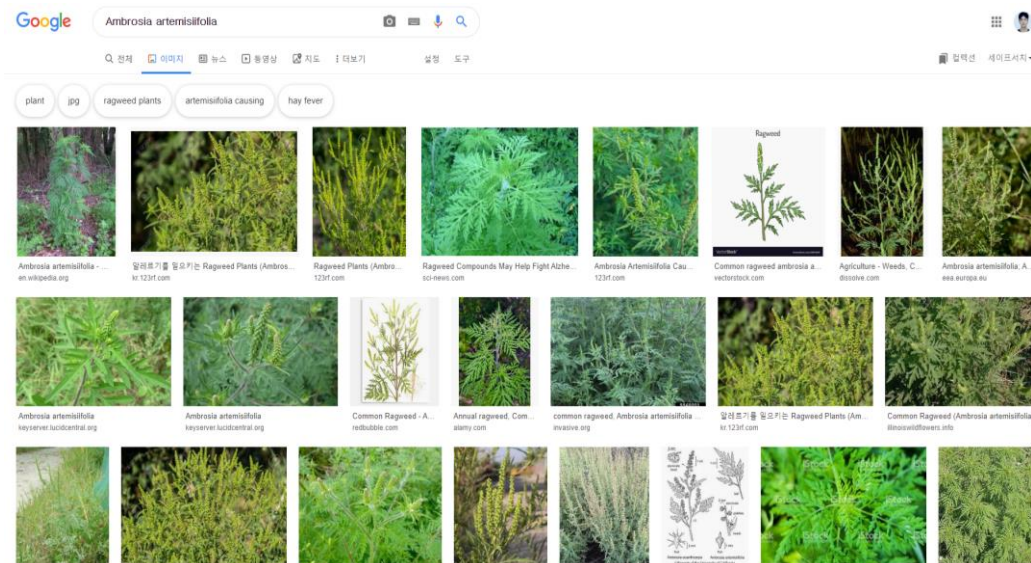 Google
Ambrosia artemisiifolia
전체 이미지 뉴스 동영상 지도 더보기 설정 도구 컬렉션 세이프서치
plant jpg ragweed plants artemisiifolia causing hay fever
Ragweed
Ambrosia artemisiifolia - ... 알레르기를 일으키는 Ragweed Plants (Ambros... Ragweed Plants (Ambro... Ragweed Compounds May Help Fight Alzhe... Ambrosia Artemisiifolia Cau... Common ragweed ambrosia a... Agriculture - Weeds, C... Ambrosia artemisiifolia; A...
en.wikipedia.org kr.123rf.com 123rf.com sci-news.com 123rf.com vectorstock.com dissolve.com eea.europa.eu
Ambrosia artemisiifolia Ambrosia artemisiifolia Common Ragweed - A... Annual ragweed, Com... common ragweed, Ambrosia artemisiifolia ... 알레르기를 일으키는 Ragweed Plants (Am... Common Ragweed (Ambrosia artemisiifolia
keyserver.lucidcentral.org keyserver.lucidcentral.org redbubble.com alamy.com invasive.org kr.123rf.com illinoiswildflowers.info
iStock